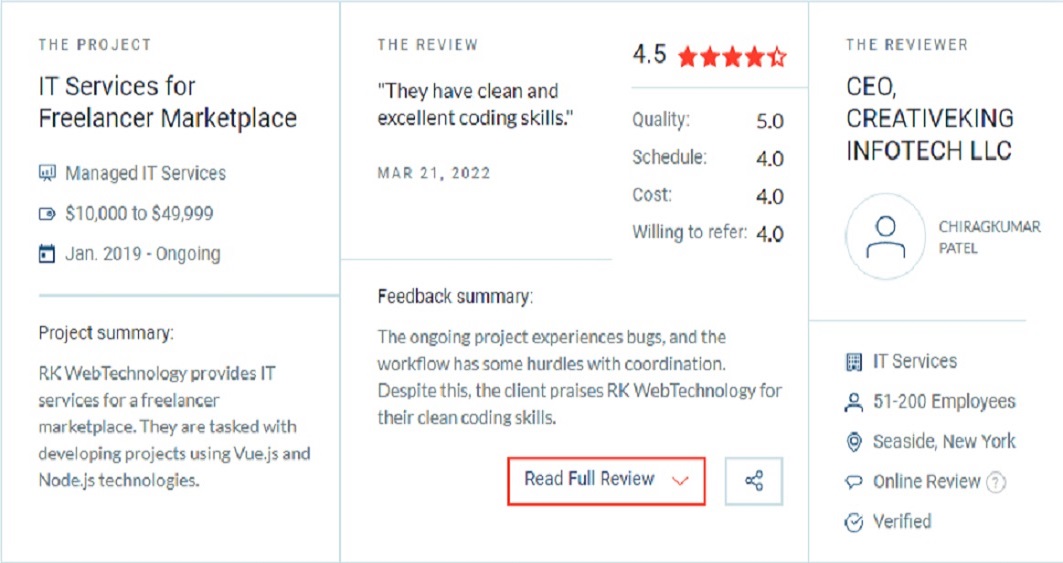 THE PROJECT
IT Services for
Freelancer Marketplace
Managed IT Services
$10,000 to $49,999
Jan. 2019 - Ongoing
Project summary:
RK WebTechnology provides IT
services for a freelancer
marketplace. They are tasked with
developing projects using Vue.js and
Node.js technologies.
THE REVIEW
"They have clean and
excellent coding skills."
MAR 21, 2022
4.5
Quality: 5.0
Schedule: 4.0
Cost: 4.0
Willing to refer: 4.0
Feedback summary:
The ongoing project experiences bugs, and the
workflow has some hurdles with coordination.
Despite this, the client praises RK WebTechnology for
their clean coding skills.
Read Full Review
THE REVIEWER
CEO,
CREATIVEKING
INFOTECH LLC
CHIRAGKUMAR
PATEL
IT Services
51-200 Employees
Seaside, New York
Online Review ?
Verified